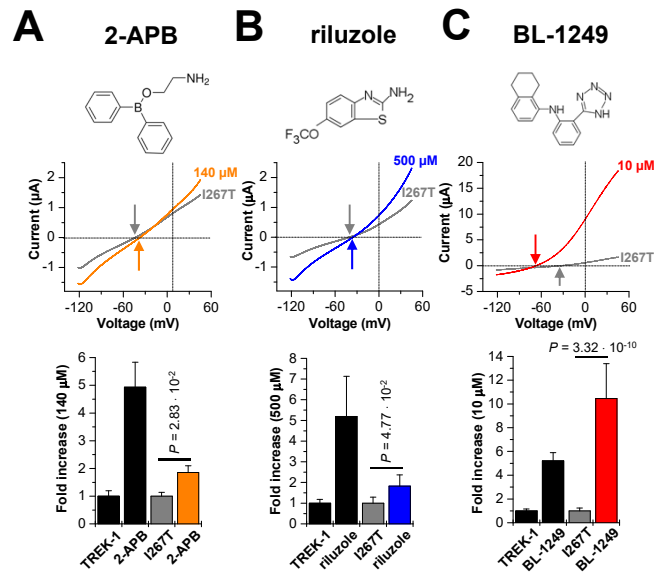 A
2-APB
NH2
O
B
140 µM
I267T
Current (µA)
2
1
0
-1
-120
-60
0
60
Voltage (mV)
Fold increase (140 µM)
6
5
4
3
2
1
0
P = 2.83 · 10-2
TREK-1
2-APB
I267T
2-APB
B
riluzole
N
NH2
S
F3CO
500 µM
I267T
Current (µA)
2
1
0
-1
-120
-60
0
60
Voltage (mV)
Fold increase (500 µM)
8
7
6
5
4
3
2
1
0
P = 4.77 · 10-2
TREK-1
riluzole
I267T
riluzole
C
BL-1249
N
N
N
NH
NH
10 µM
I267T
Current (µA)
20
15
10
5
0
-5
-120
-60
0
60
Voltage (mV)
P = 3.32 · 10-10
Fold increase (10 µM)
14
12
10
8
6
4
2
0
TREK-1
BL-1249
I267T
BL-1249